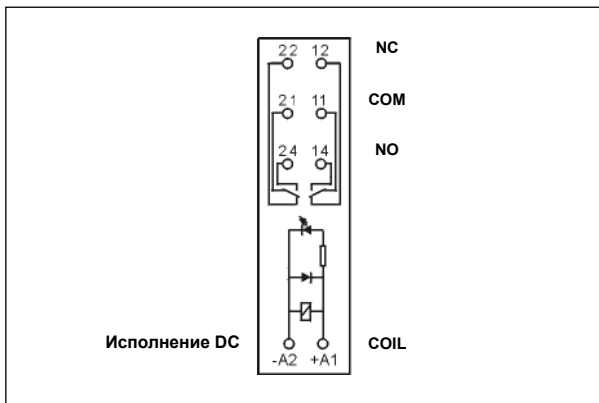 22 12 NC
21 11 COM
24 14 NO
Исполнение DC COIL
-A2 +A1